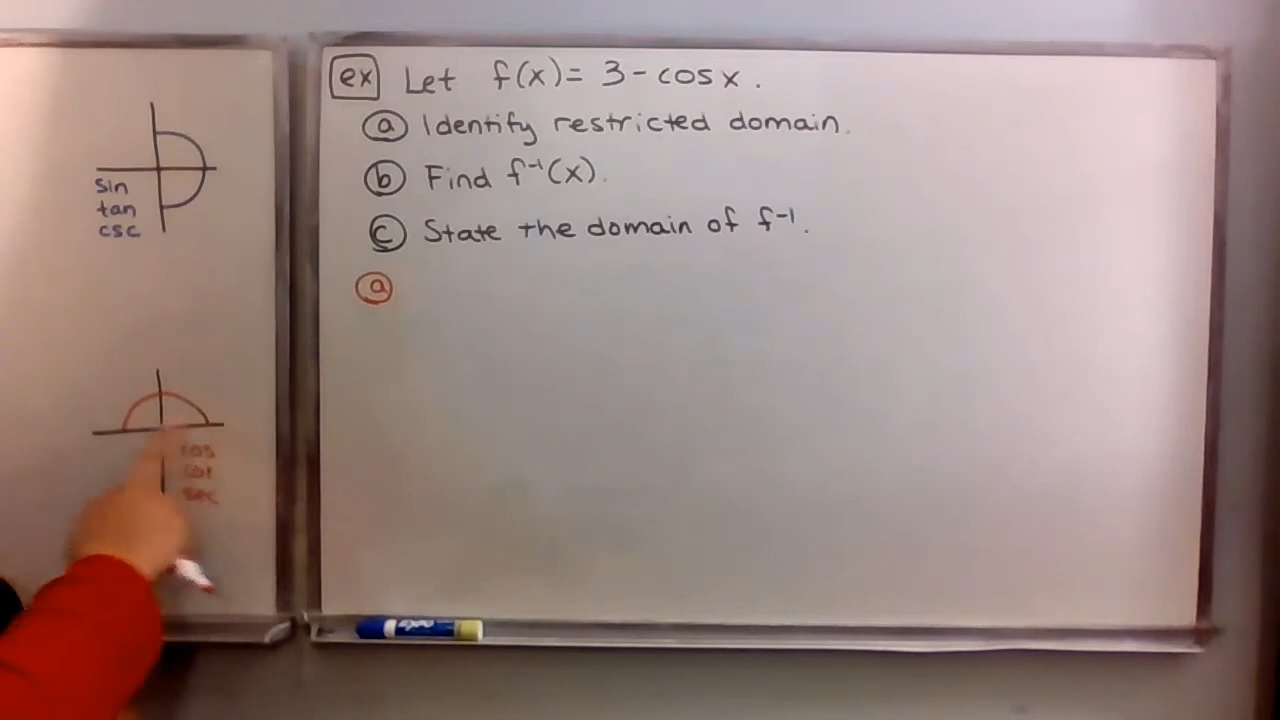 sin
tan
csc
cos
cot
sec
ex Let f(x) = 3 - cos x.
a Identify restricted domain.
b Find f⁻¹(x).
c State the domain of f⁻¹.
a